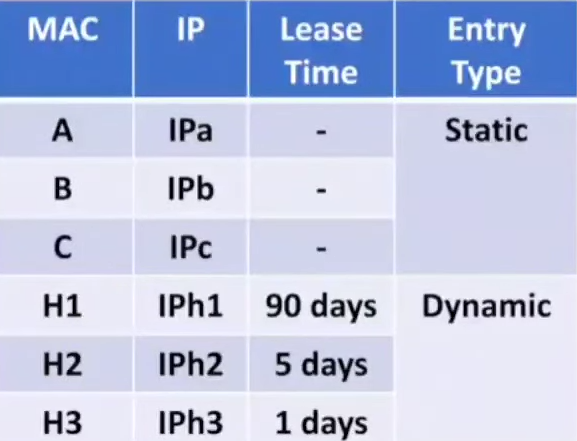 MAC IP Lease Time Entry Type
A IPa - Static
B IPb -
C IPc -
H1 IPh1 90 days Dynamic
H2 IPh2 5 days
H3 IPh3 1 days